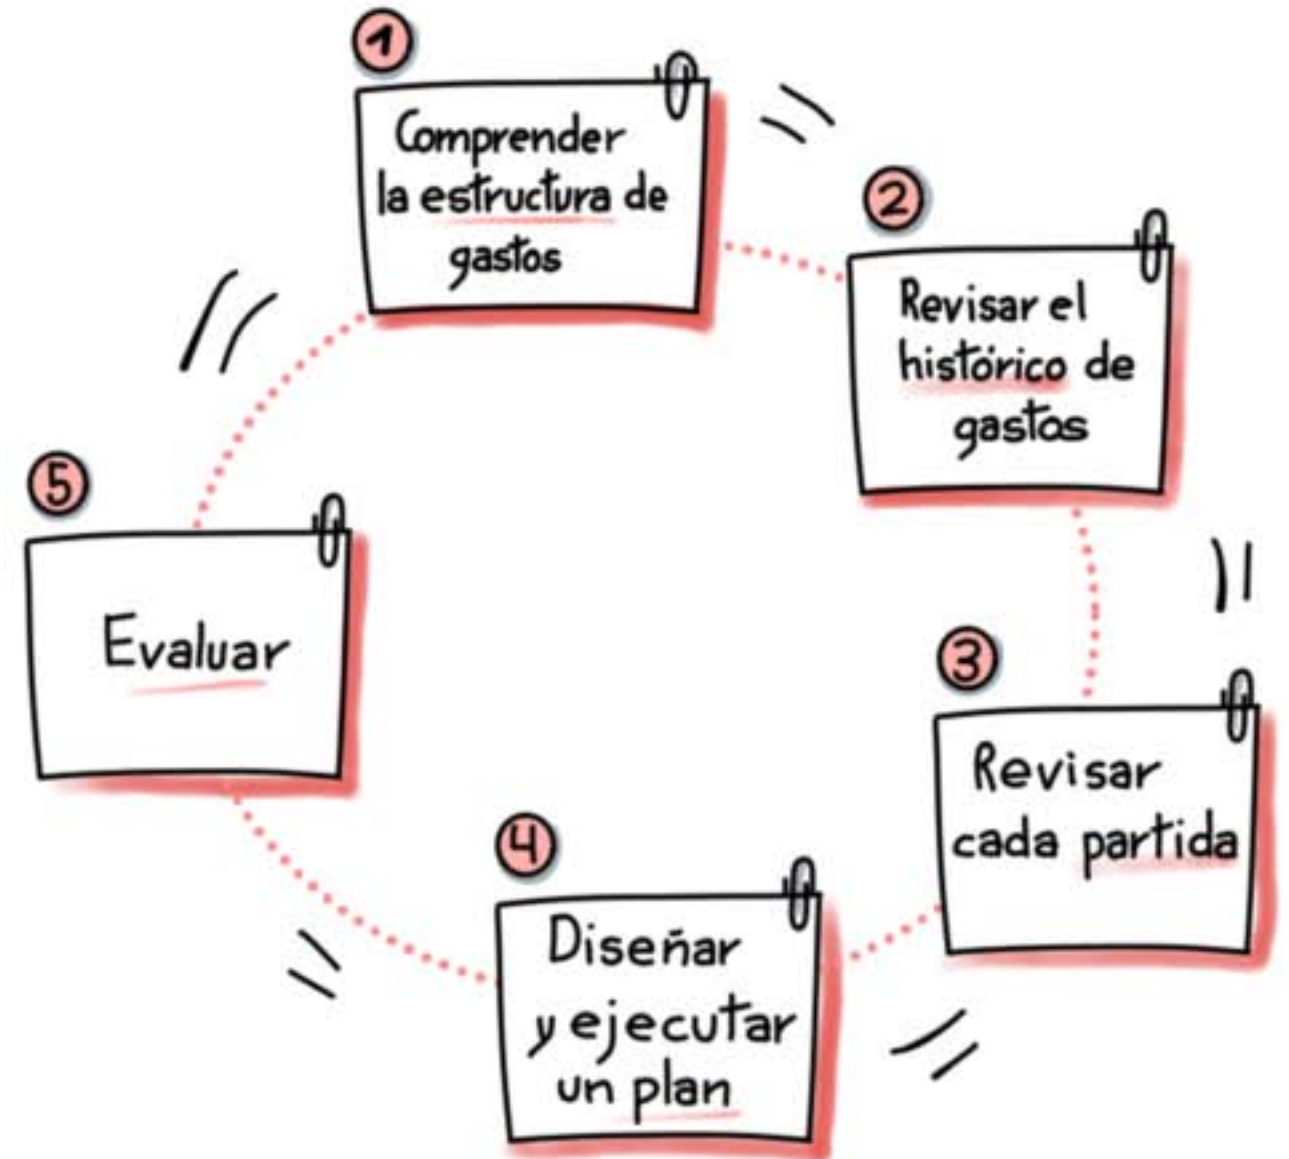 1
Comprender
la estructura de
gastos
2
Revisar el
histórico de
gastos
3
Revisar
cada partida
4
Diseñar
y ejecutar
un plan
5
Evaluar